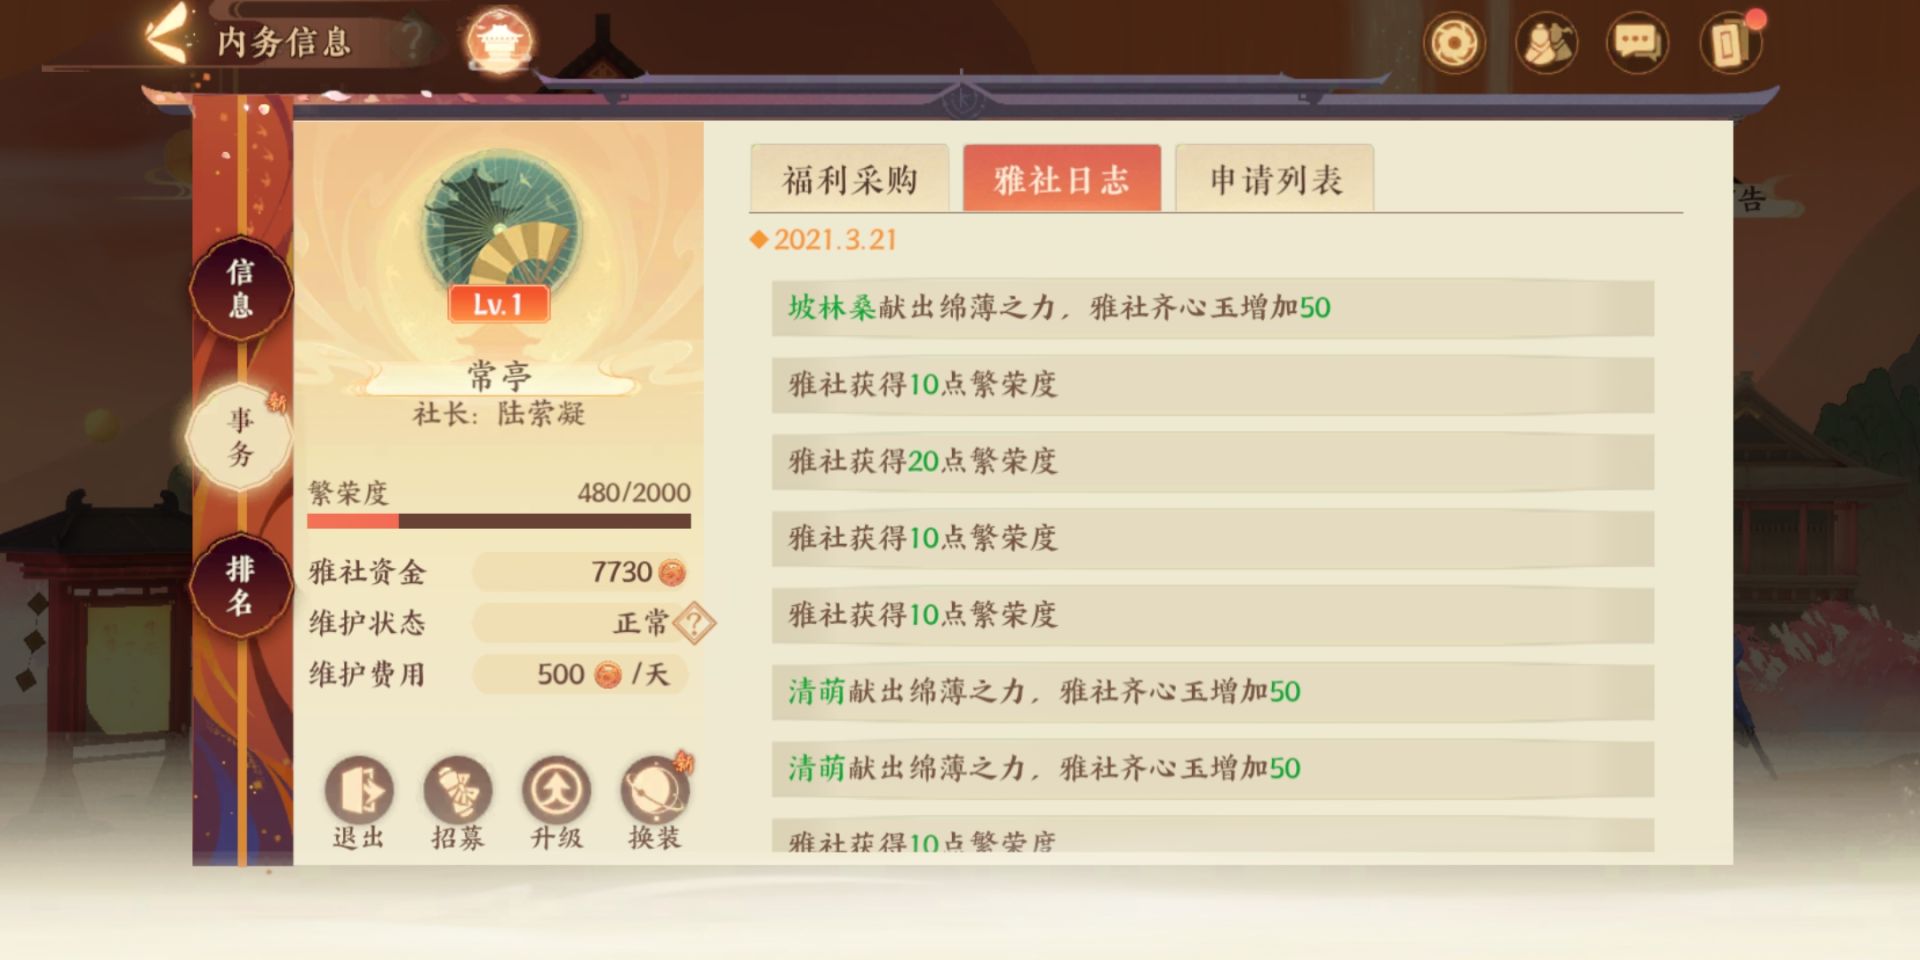 内务信息
?
告
信息
事务
新
排名
Lv.1
常亭
社长：陆萦凝
繁荣度 480/2000
雅社资金 7730
维护状态 正常 ?
维护费用 500 /天
退出
招募
升级
换装
新
福利采购
雅社日志
申请列表
2021.3.21
坡林桑献出绵薄之力，雅社齐心玉增加50
雅社获得10点繁荣度
雅社获得20点繁荣度
雅社获得10点繁荣度
雅社获得10点繁荣度
清萌献出绵薄之力，雅社齐心玉增加50
清萌献出绵薄之力，雅社齐心玉增加50
雅社获得10点繁荣度